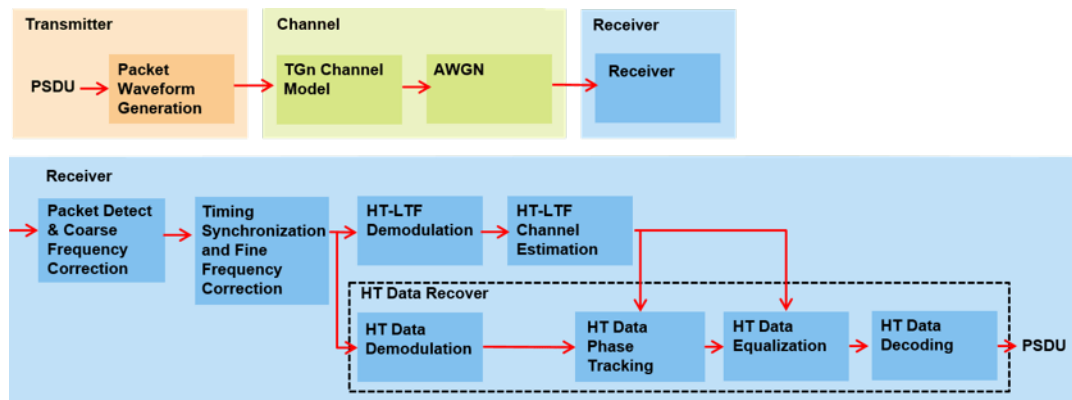 Transmitter
PSDU
Packet
Waveform
Generation
Channel
TGn Channel
Model
AWGN
Receiver
Receiver
Receiver
Packet Detect
& Coarse
Frequency
Correction
Timing
Synchronization
and Fine
Frequency
Correction
HT-LTF
Demodulation
HT-LTF
Channel
Estimation
HT Data Recover
HT Data
Demodulation
HT Data
Phase
Tracking
HT Data
Equalization
HT Data
Decoding
PSDU